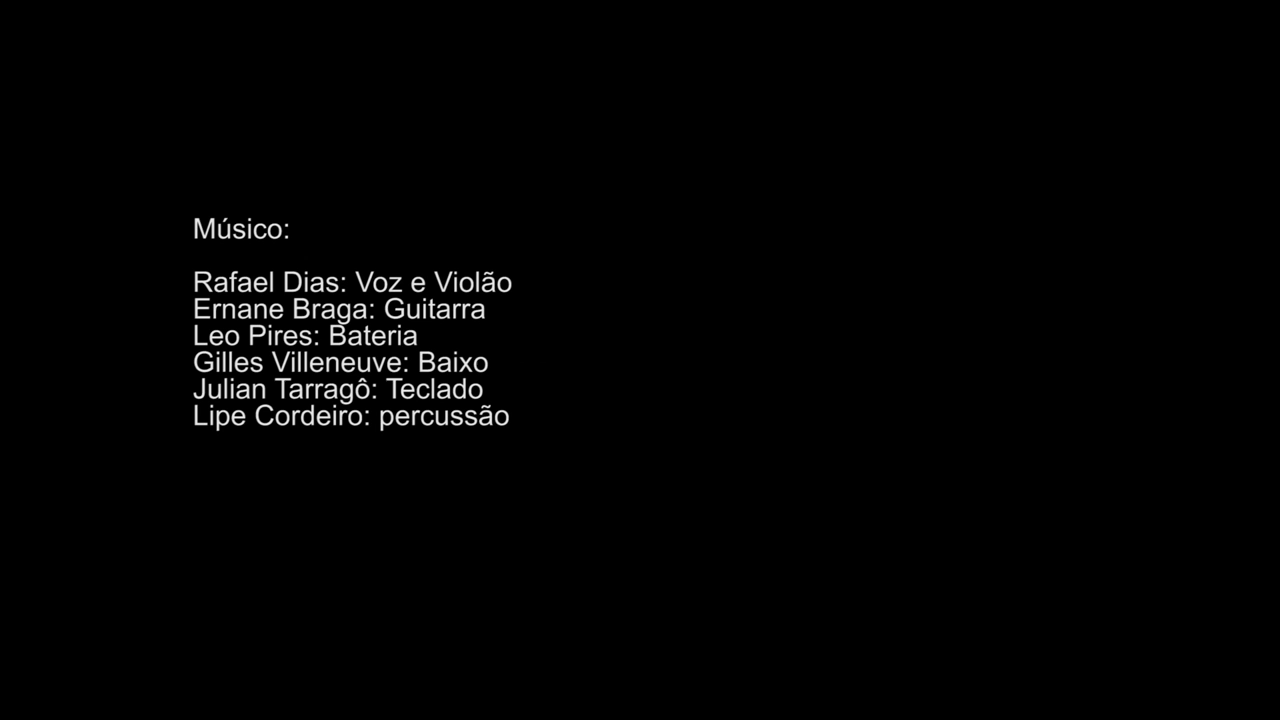 Músico:
Rafael Dias: Voz e Violão
Ernane Braga: Guitarra
Leo Pires: Bateria
Gilles Villeneuve: Baixo
Julian Tarragô: Teclado
Lipe Cordeiro: percussão